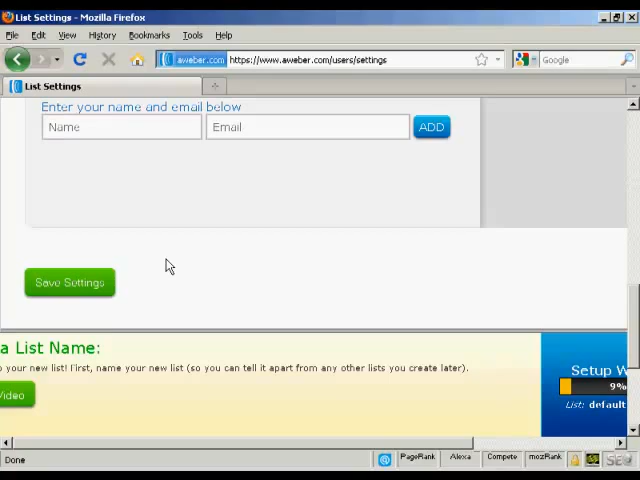 List Settings - Mozilla Firefox
File Edit View History Bookmarks Tools Help
aweber.com https://www.aweber.com/users/settings Google
List Settings
Enter your name and email below
Name Email ADD
Save Settings
a List Name:
o your new list! First, name your new list (so you can tell it apart from any other lists you create later).
Video
Setup W
9%
List: default
Done PageRank Alexa Compete mozRank SEO